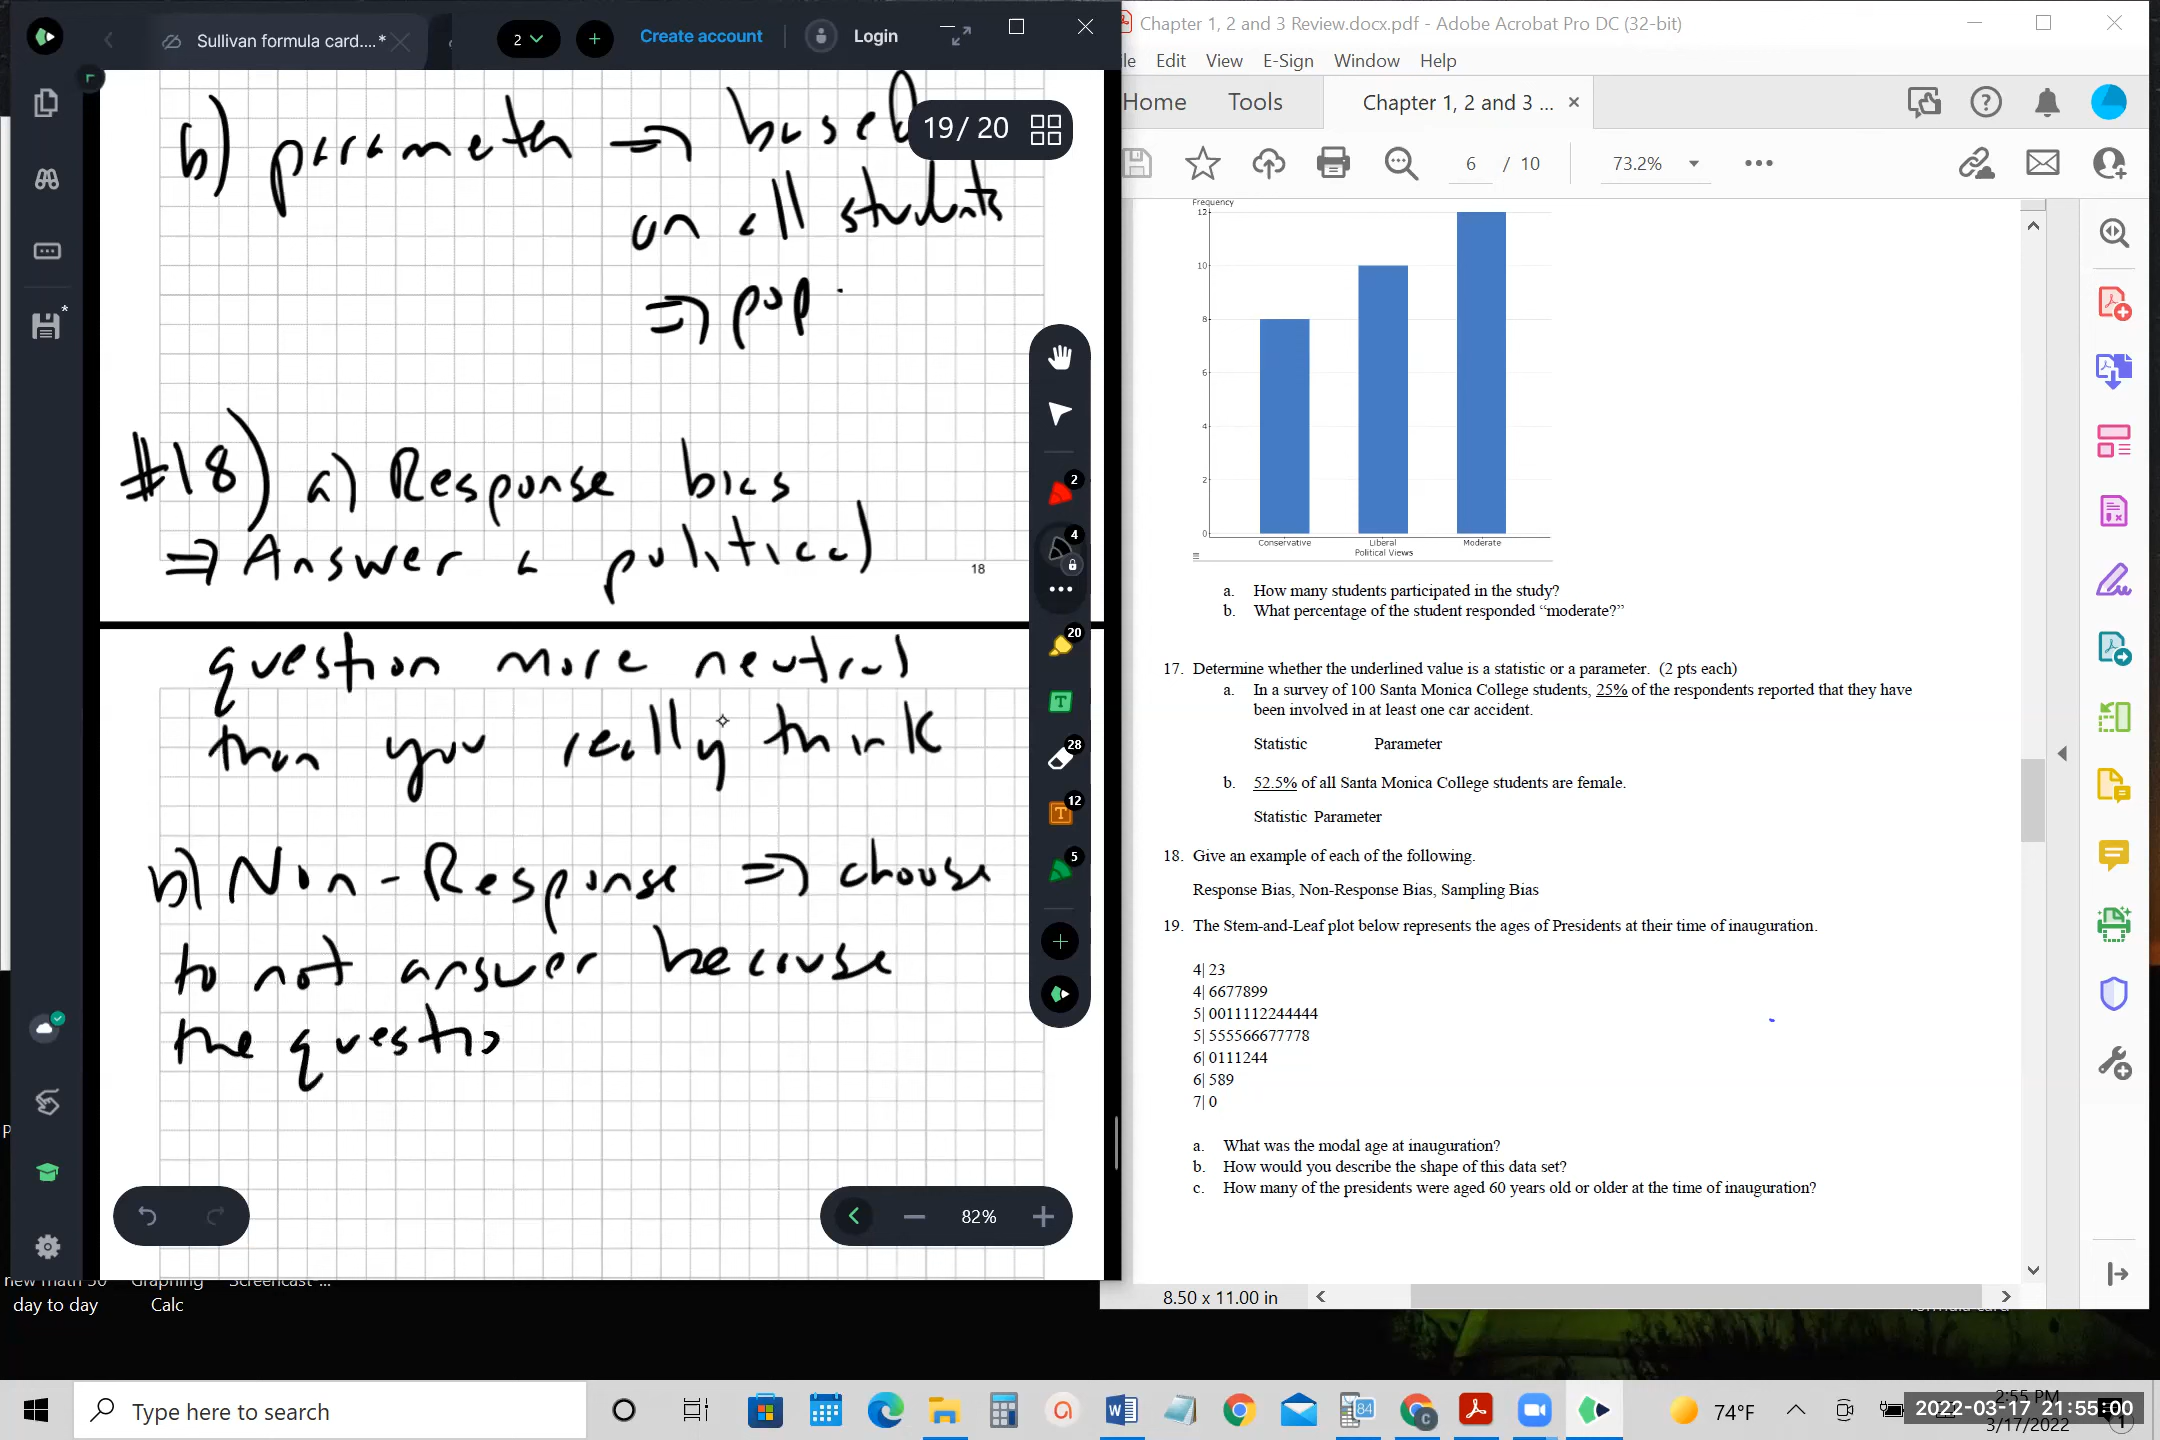 Sullivan formula card....*
2
Create account
Login
b) parameter => based
19/ 20
on all students
=> pop.
#18) a) Response bias
=> Answer a political
18
question more neutral
than you really think
b) Non-Response => choose
to not answer because
the questio
2
4
20
28
12
5
82%
Chapter 1, 2 and 3 Review.docx.pdf - Adobe Acrobat Pro DC (32-bit)
ile Edit View E-Sign Window Help
Home Tools Chapter 1, 2 and 3 ... ×
6 / 10 73.2%
Frequency
12
10
8
6
4
2
0
Conservative Liberal Moderate
Political Views
a. How many students participated in the study?
b. What percentage of the student responded “moderate?”
17. Determine whether the underlined value is a statistic or a parameter. (2 pts each)
a. In a survey of 100 Santa Monica College students, 25% of the respondents reported that they have
been involved in at least one car accident.
Statistic Parameter
b. 52.5% of all Santa Monica College students are female.
Statistic Parameter
18. Give an example of each of the following.
Response Bias, Non-Response Bias, Sampling Bias
19. The Stem-and-Leaf plot below represents the ages of Presidents at their time of inauguration.
4| 23
4| 6677899
5| 0011112244444
5| 555566677778
6| 0111244
6| 589
7| 0
a. What was the modal age at inauguration?
b. How would you describe the shape of this data set?
c. How many of the presidents were aged 60 years old or older at the time of inauguration?
8.50 x 11.00 in
day to day
Calc
Type here to search
84
74°F
2:55 PM
2022-03-17 21:55:00
3/17/2022